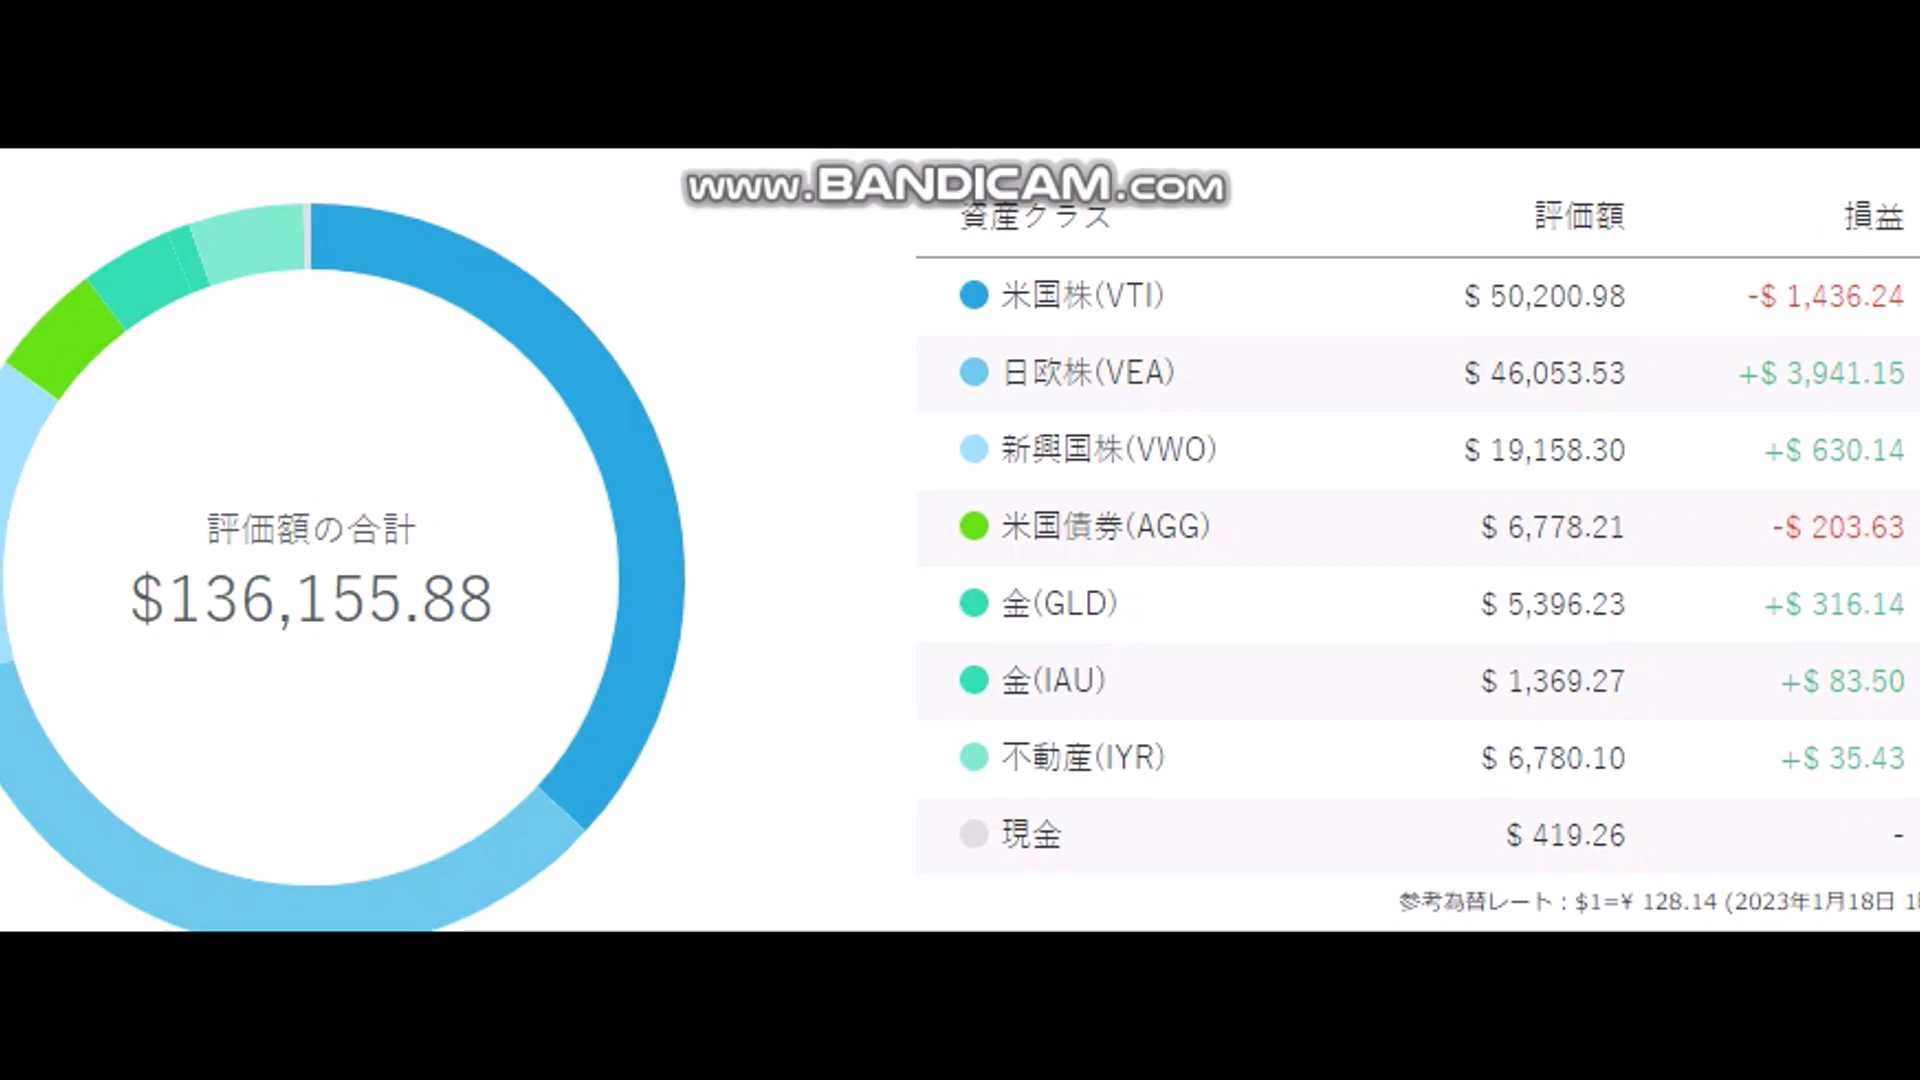 www.BANDICAM.com
資産クラス 評価額 損益
米国株(VTI) $ 50,200.98 -$ 1,436.24
日欧株(VEA) $ 46,053.53 +$ 3,941.15
新興国株(VWO) $ 19,158.30 +$ 630.14
米国債券(AGG) $ 6,778.21 -$ 203.63
金(GLD) $ 5,396.23 +$ 316.14
金(IAU) $ 1,369.27 +$ 83.50
不動産(IYR) $ 6,780.10 +$ 35.43
現金 $ 419.26 -
参考為替レート : $1=¥ 128.14 (2023年1月18日
評価額の合計
$136,155.88